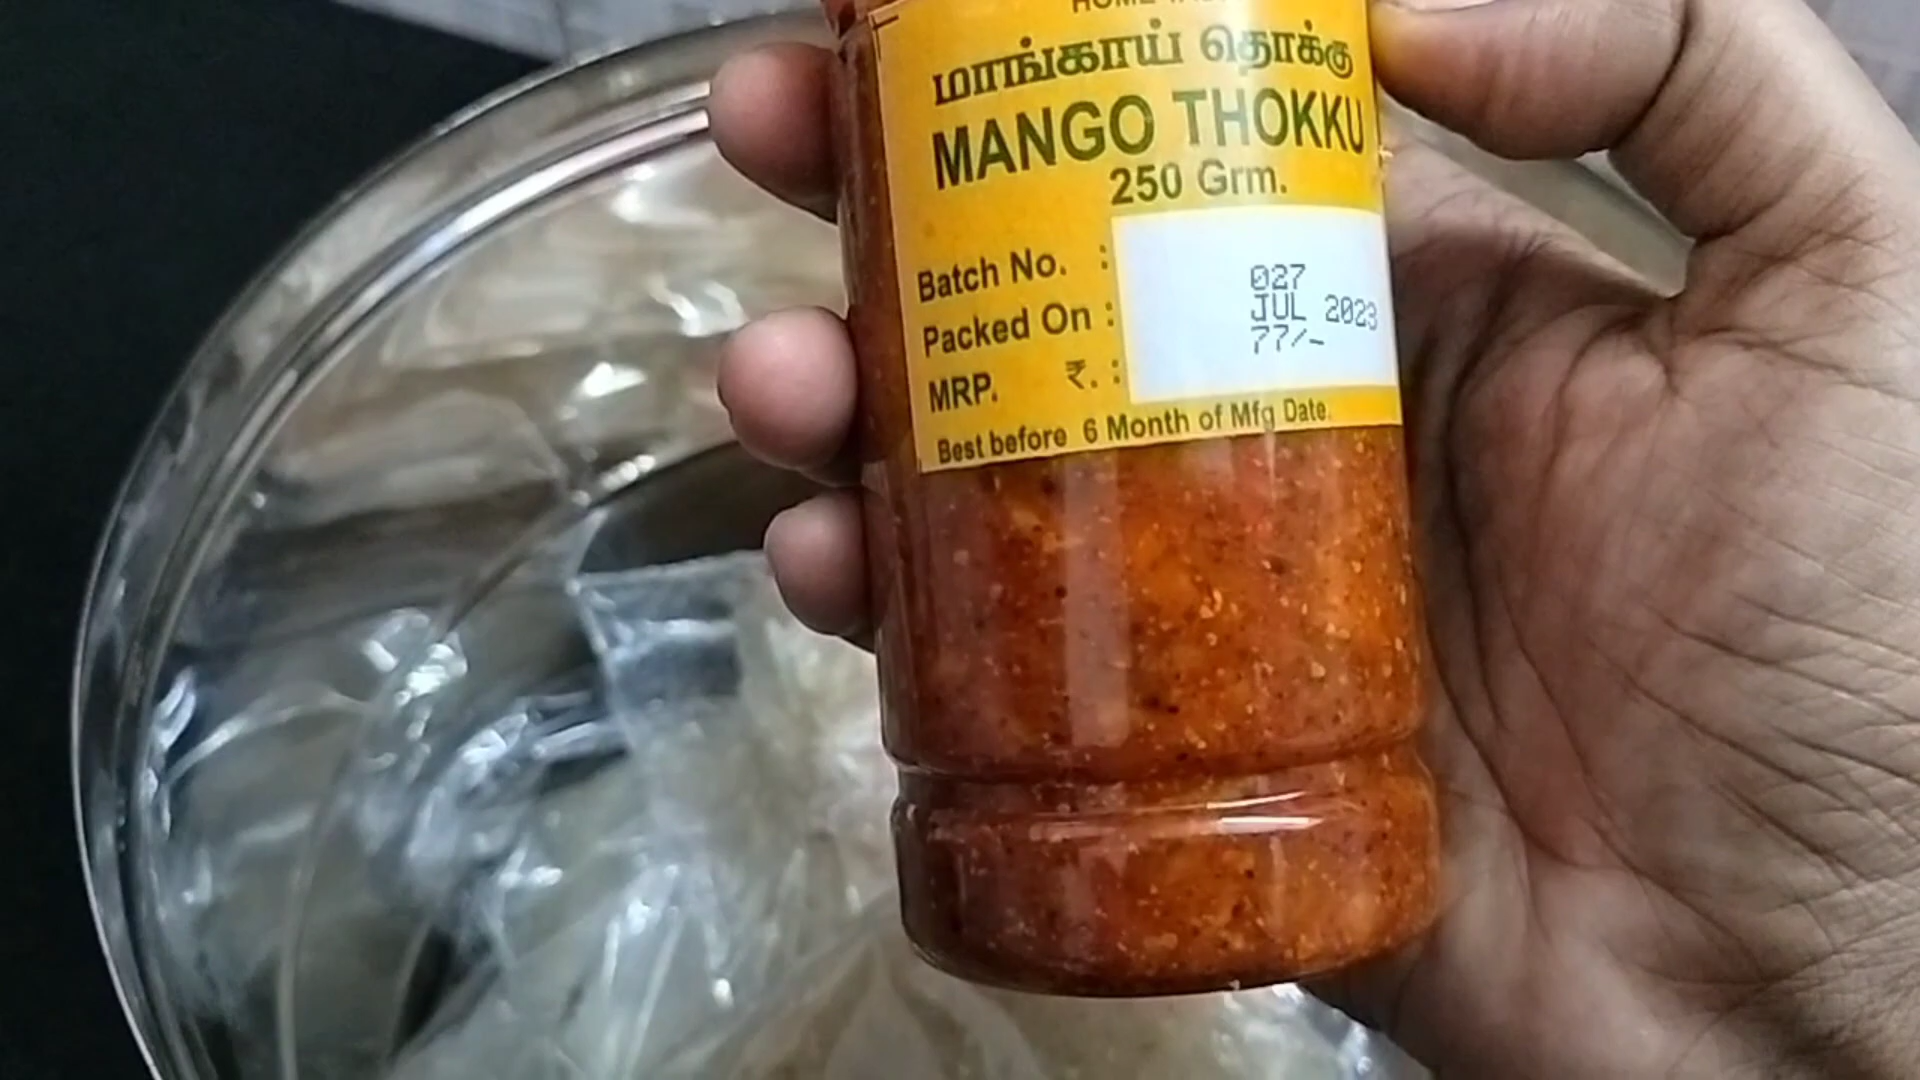 HOME
மாங்காய் தொக்கு
MANGO THOKKU
250 Grm.
Batch No. : 027
Packed On : JUL 2023
MRP. ₹. : 77/-
Best before 6 Month of Mfg Date.